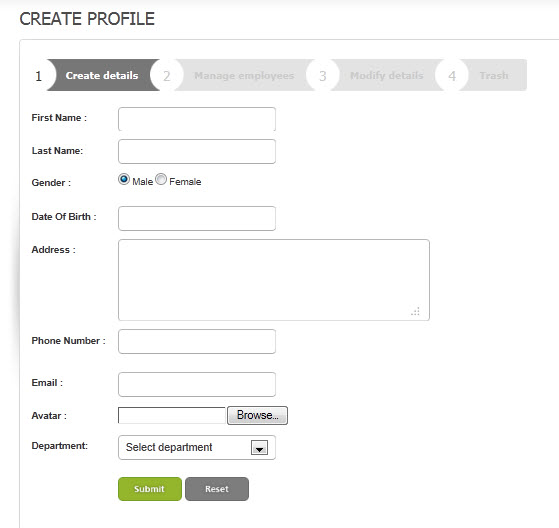 CREATE PROFILE
1 Create details 2 Manage employees 3 Modify details 4 Trash
First Name :
Last Name:
Gender : Male Female
Date Of Birth :
Address :
Phone Number :
Email :
Avatar : Browse...
Department: Select department
Submit Reset